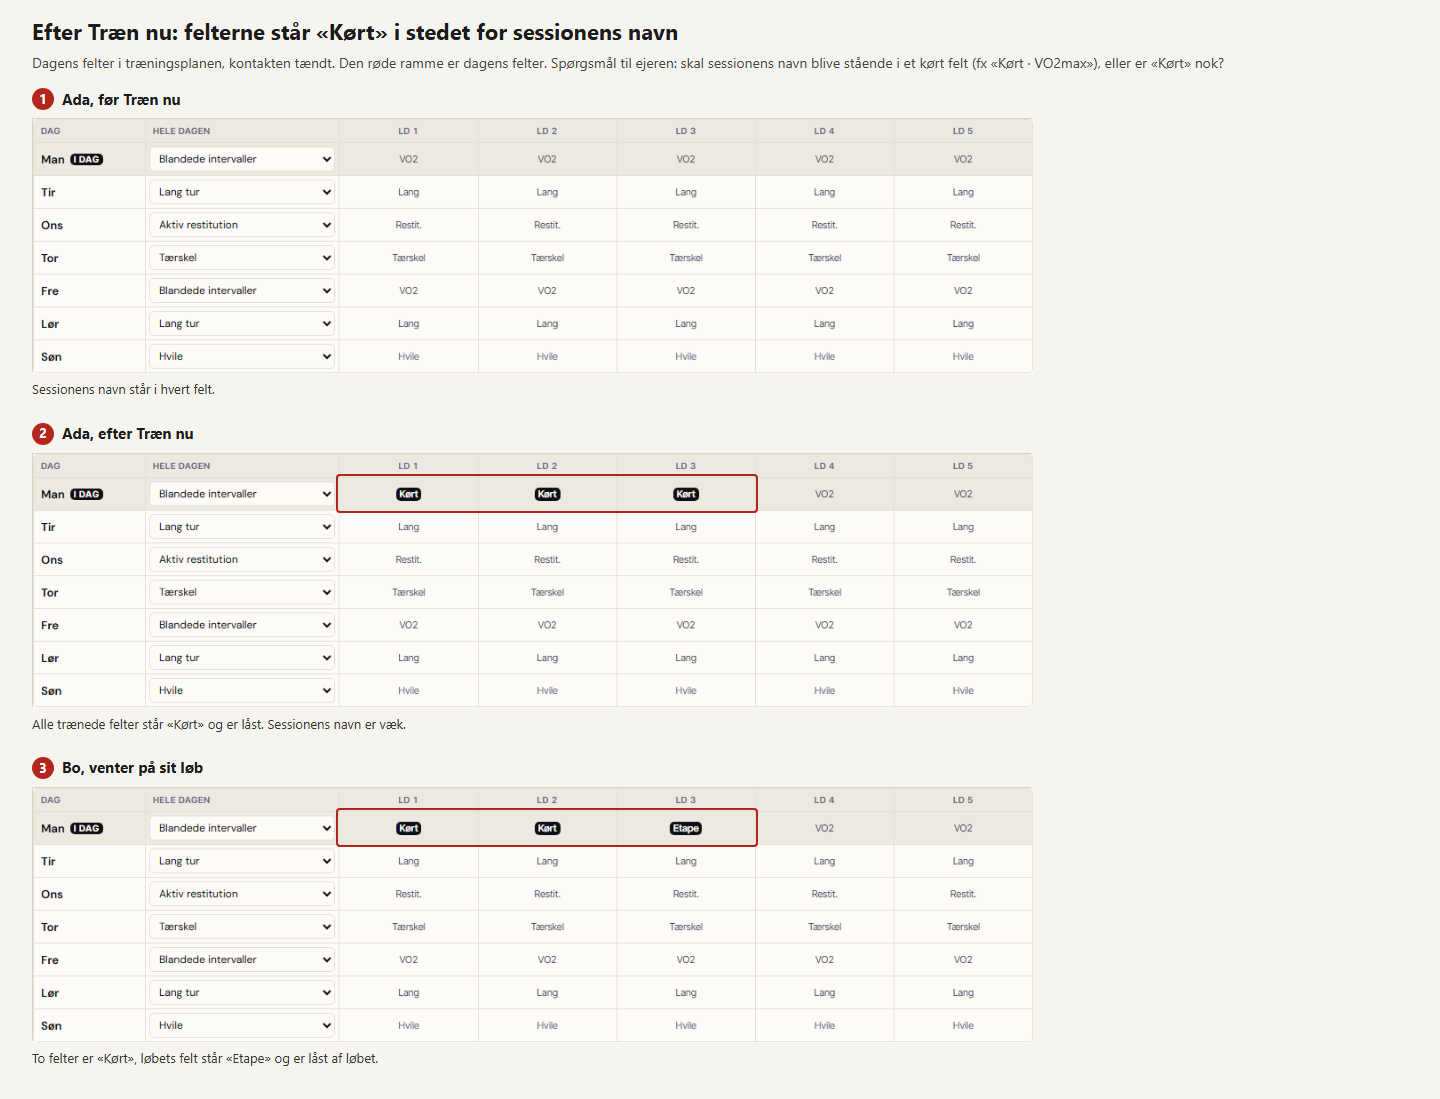 Efter Træn nu: felterne står «Kørt» i stedet for sessionens navn
Dagens felter i træningsplanen, kontakten tændt. Den røde ramme er dagens felter. Spørgsmål til ejeren: skal sessionens navn blive stående i et kørt felt (fx «Kørt · VO2max»), eller er «Kørt» nok?
1 Ada, før Træn nu
DAG HELE DAGEN LD 1 LD 2 LD 3 LD 4 LD 5
Man I DAG Blandede intervaller VO2 VO2 VO2 VO2 VO2
Tir Lang tur Lang Lang Lang Lang Lang
Ons Aktiv restitution Restit. Restit. Restit. Restit. Restit.
Tor Tærskel Tærskel Tærskel Tærskel Tærskel Tærskel
Fre Blandede intervaller VO2 VO2 VO2 VO2 VO2
Lør Lang tur Lang Lang Lang Lang Lang
Søn Hvile Hvile Hvile Hvile Hvile Hvile
Sessionens navn står i hvert felt.
2 Ada, efter Træn nu
DAG HELE DAGEN LD 1 LD 2 LD 3 LD 4 LD 5
Man I DAG Blandede intervaller Kørt Kørt Kørt VO2 VO2
Tir Lang tur Lang Lang Lang Lang Lang
Ons Aktiv restitution Restit. Restit. Restit. Restit. Restit.
Tor Tærskel Tærskel Tærskel Tærskel Tærskel Tærskel
Fre Blandede intervaller VO2 VO2 VO2 VO2 VO2
Lør Lang tur Lang Lang Lang Lang Lang
Søn Hvile Hvile Hvile Hvile Hvile Hvile
Alle trænede felter står «Kørt» og er låst. Sessionens navn er væk.
3 Bo, venter på sit løb
DAG HELE DAGEN LD 1 LD 2 LD 3 LD 4 LD 5
Man I DAG Blandede intervaller Kørt Kørt Etape VO2 VO2
Tir Lang tur Lang Lang Lang Lang Lang
Ons Aktiv restitution Restit. Restit. Restit. Restit. Restit.
Tor Tærskel Tærskel Tærskel Tærskel Tærskel Tærskel
Fre Blandede intervaller VO2 VO2 VO2 VO2 VO2
Lør Lang tur Lang Lang Lang Lang Lang
Søn Hvile Hvile Hvile Hvile Hvile Hvile
To felter er «Kørt», løbets felt står «Etape» og er låst af løbet.